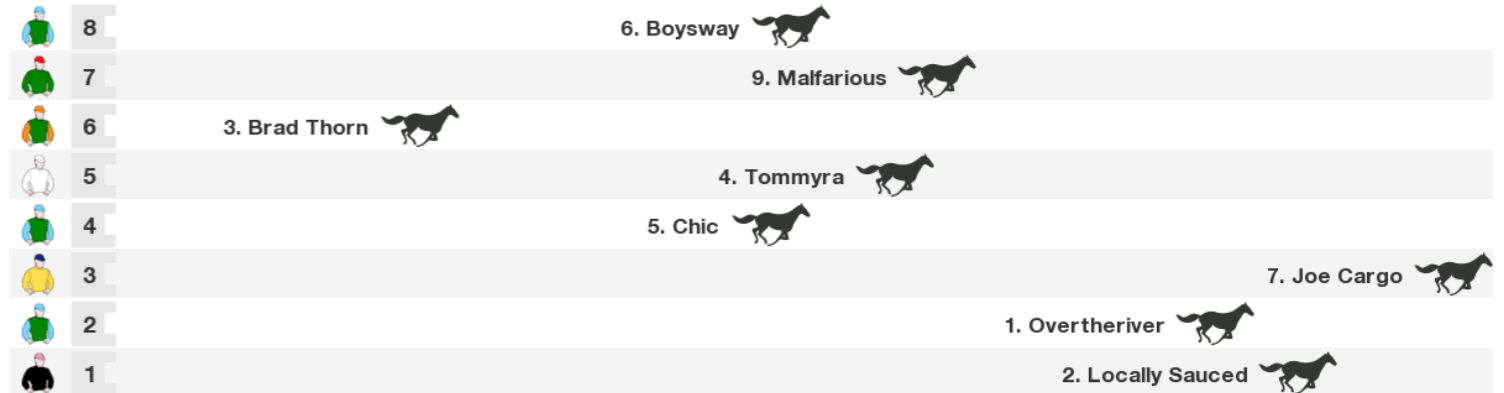 8 6. Boysway
7 9. Malfarious
6 3. Brad Thorn
5 4. Tommyra
4 5. Chic
3 7. Joe Cargo
2 1. Overtheriver
1 2. Locally Sauced